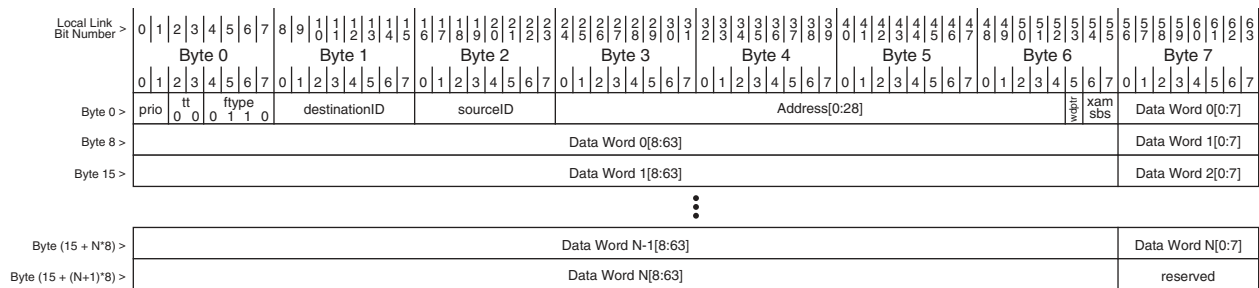 Local Link
Bit Number >
0 1 2 3 4 5 6 7 8 9 10 11 12 13 14 15 16 17 18 19 20 21 22 23 24 25 26 27 28 29 30 31 32 33 34 35 36 37 38 39 40 41 42 43 44 45 46 47 48 49 50 51 52 53 54 55 56 57 58 59 60 61 62 63
Byte 0 Byte 1 Byte 2 Byte 3 Byte 4 Byte 5 Byte 6 Byte 7
0 1 2 3 4 5 6 7 0 1 2 3 4 5 6 7 0 1 2 3 4 5 6 7 0 1 2 3 4 5 6 7 0 1 2 3 4 5 6 7 0 1 2 3 4 5 6 7 0 1 2 3 4 5 6 7 0 1 2 3 4 5 6 7
Byte 0 > prio tt ftype destinationID sourceID Address[0:28] wdptr xam Data Word 0[0:7]
0 0 0 1 1 0 sbs
Byte 8 > Data Word 0[8:63] Data Word 1[0:7]
Byte 15 > Data Word 1[8:63] Data Word 2[0:7]
Byte (15 + N*8) > Data Word N-1[8:63] Data Word N[0:7]
Byte (15 + (N+1)*8) > Data Word N[8:63] reserved